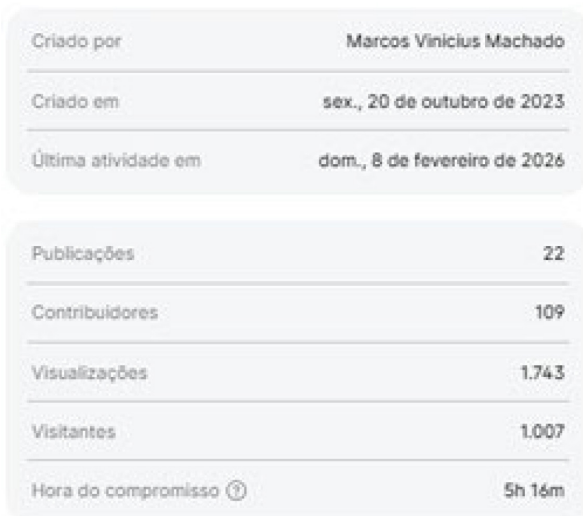 Criado por Marcos Vinicius Machado
Criado em sex., 20 de outubro de 2023
Última atividade em dom., 8 de fevereiro de 2026
Publicações 22
Contribuidores 109
Visualizações 1.743
Visitantes 1.007
Hora do compromisso ? 5h 16m